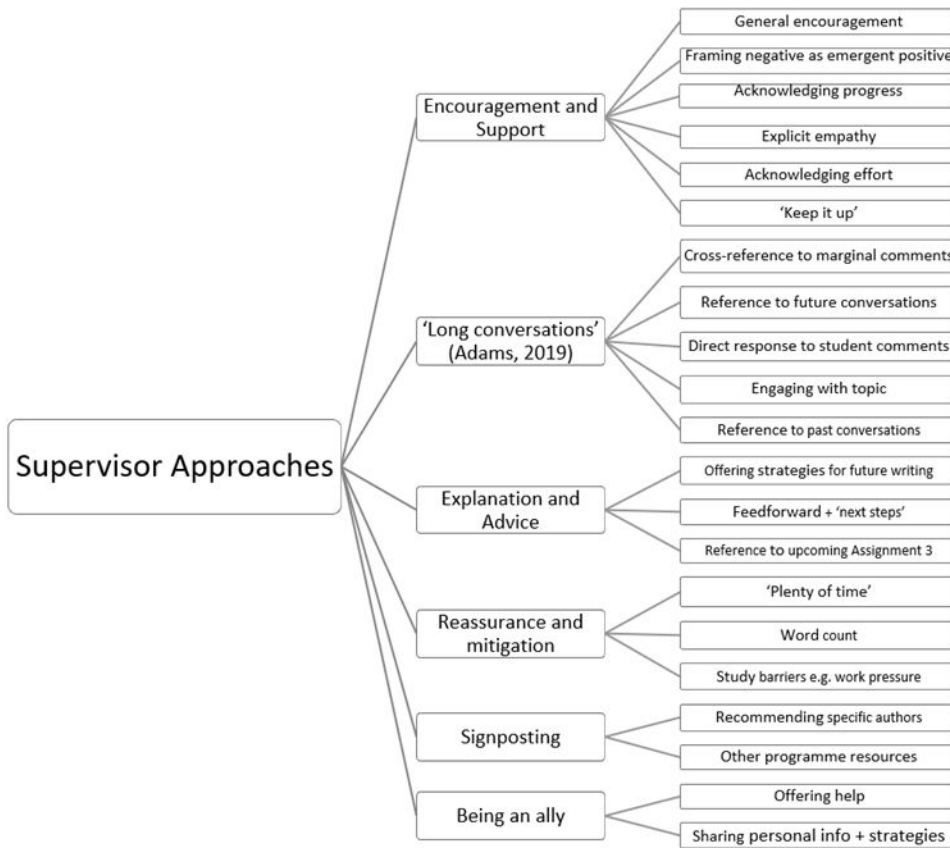 Supervisor Approaches
Encouragement and
Support
General encouragement
Framing negative as emergent positive
Acknowledging progress
Explicit empathy
Acknowledging effort
‘Keep it up’
‘Long conversations’
(Adams, 2019)
Cross-reference to marginal comments
Reference to future conversations
Direct response to student comments
Engaging with topic
Reference to past conversations
Explanation and
Advice
Offering strategies for future writing
Feedforward + ‘next steps’
Reference to upcoming Assignment 3
Reassurance and
mitigation
‘Plenty of time’
Word count
Study barriers e.g. work pressure
Signposting
Recommending specific authors
Other programme resources
Being an ally
Offering help
Sharing personal info + strategies